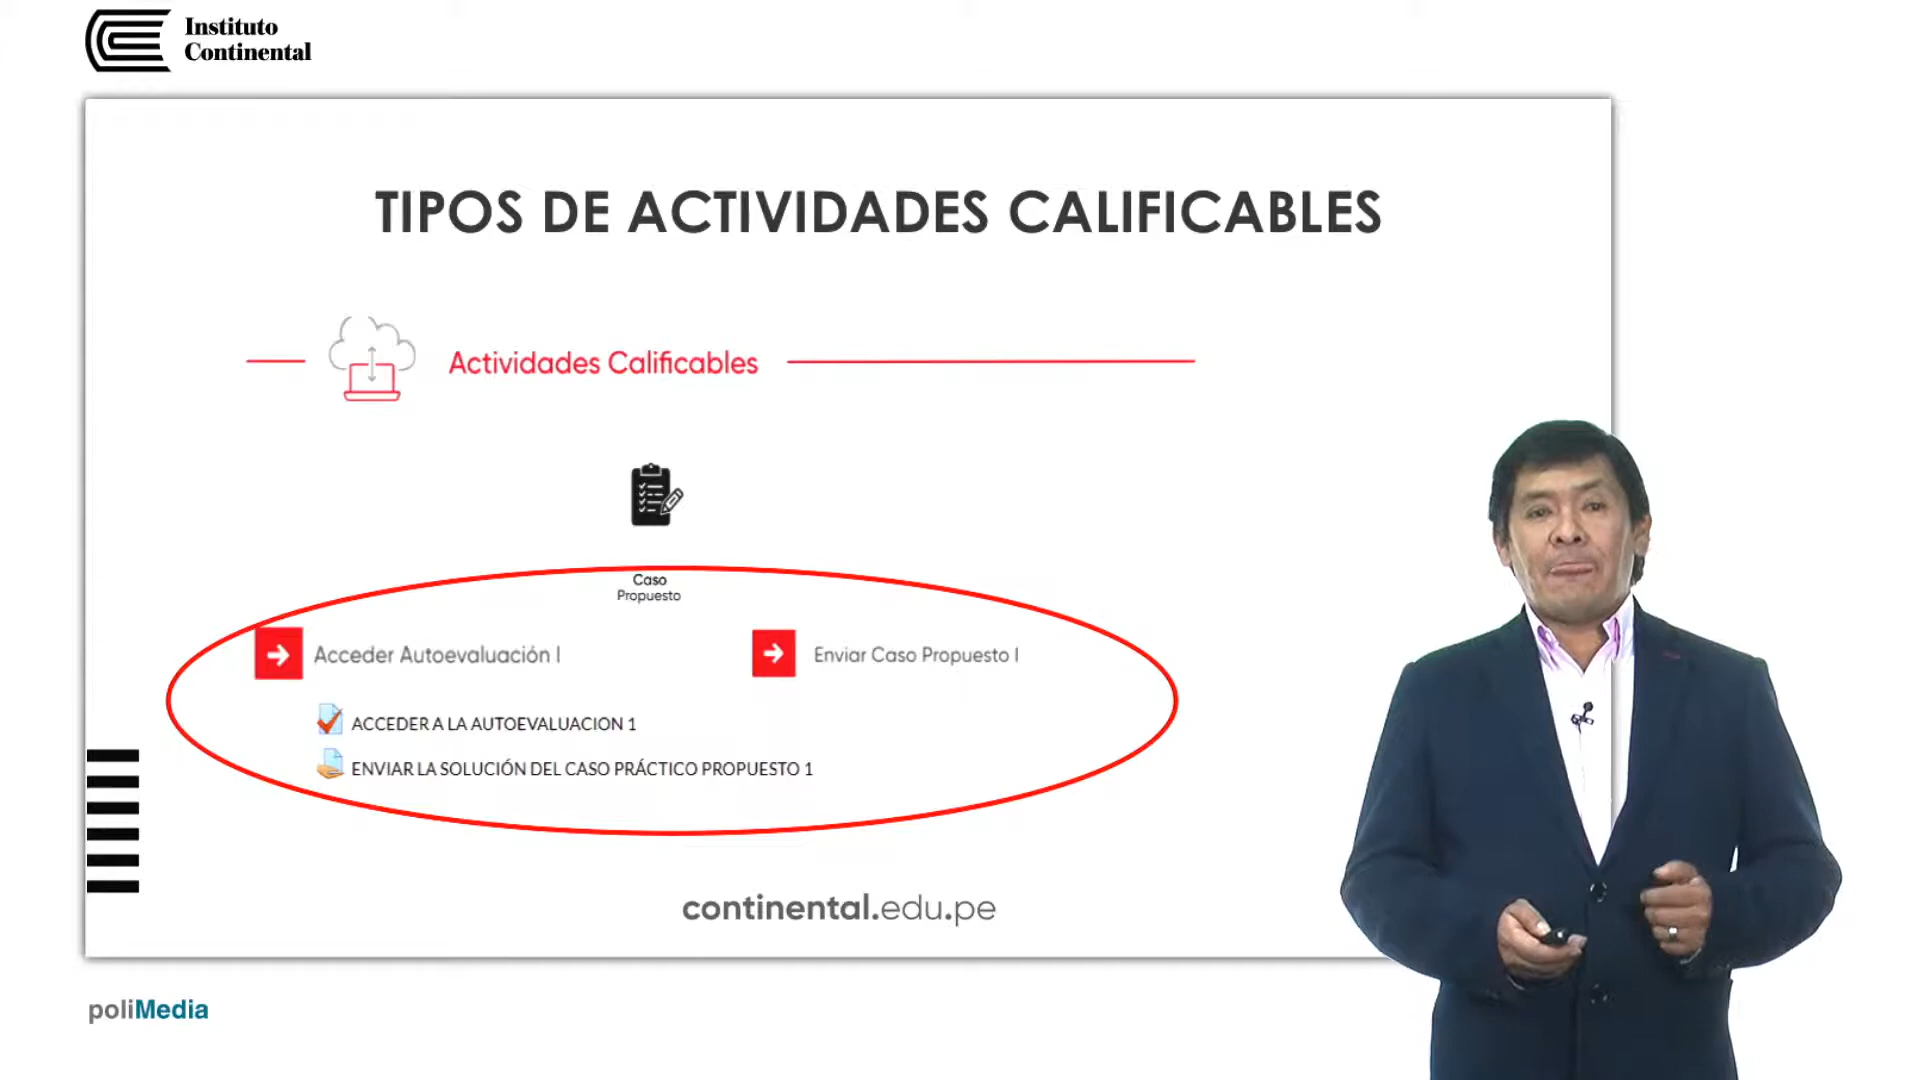 Instituto
Continental
TIPOS DE ACTIVIDADES CALIFICABLES
Actividades Calificables
Caso
Propuesto
Acceder Autoevaluación I
Enviar Caso Propuesto I
ACCEDER A LA AUTOEVALUACION 1
ENVIAR LA SOLUCIÓN DEL CASO PRÁCTICO PROPUESTO 1
continental.edu.pe
poliMedia